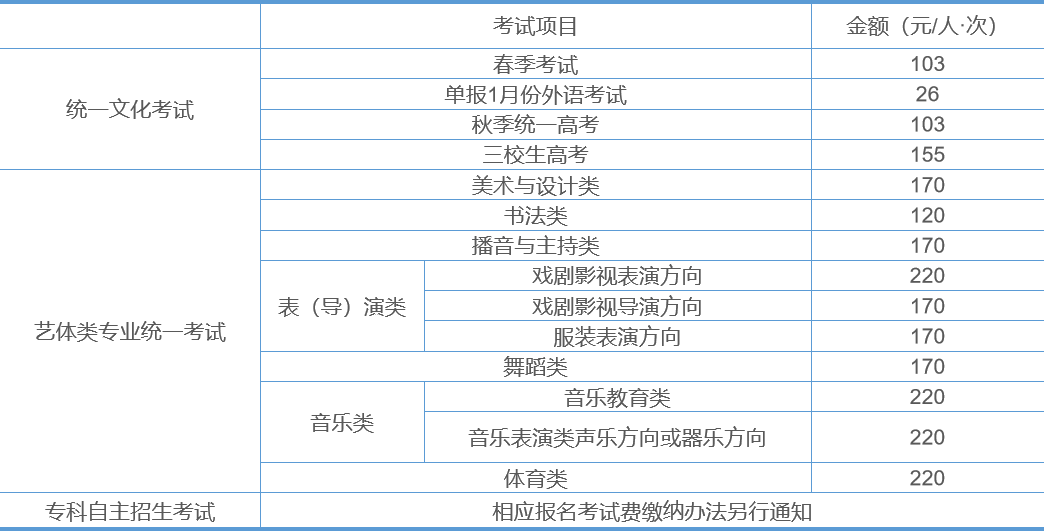 考试项目 金额（元/人·次）
统一文化考试
春季考试 103
单报1月份外语考试 26
秋季统一高考 103
三校生高考 155
艺体类专业统一考试
美术与设计类 170
书法类 120
播音与主持类 170
表（导）演类
戏剧影视表演方向 220
戏剧影视导演方向 170
服装表演方向 170
舞蹈类 170
音乐类
音乐教育类 220
音乐表演类声乐方向或器乐方向 220
体育类 220
专科自主招生考试 相应报名考试费缴纳办法另行通知